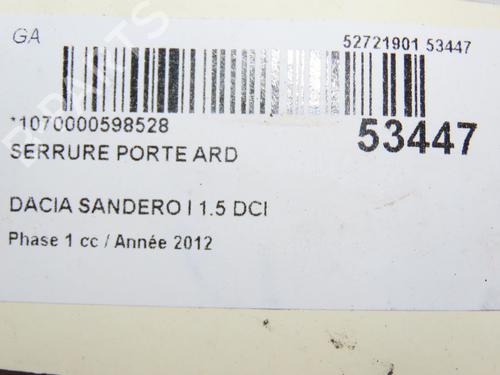 GA
52721901 53447
*1070000598528
53447
SERRURE PORTE ARD
DACIA SANDERO I 1.5 DCI
Phase 1 cc / Année 2012